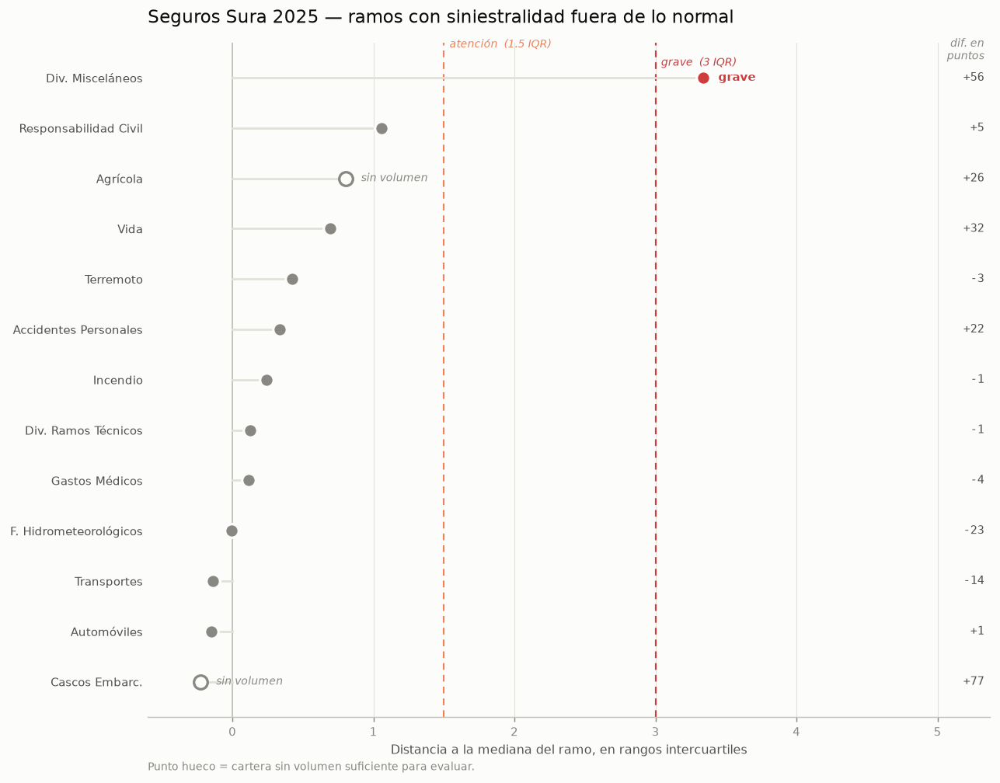 Seguros Sura 2025 — ramos con siniestralidad fuera de lo normal
atención (1.5 IQR)
dif. en
puntos
grave (3 IQR)
Div. Misceláneos grave +56
Responsabilidad Civil +5
Agrícola sin volumen +26
Vida +32
Terremoto -3
Accidentes Personales +22
Incendio -1
Div. Ramos Técnicos -1
Gastos Médicos -4
F. Hidrometeorológicos -23
Transportes -14
Automóviles +1
Cascos Embarc. sin volumen +77
0 1 2 3 4 5
Distancia a la mediana del ramo, en rangos intercuartiles
Punto hueco = cartera sin volumen suficiente para evaluar.